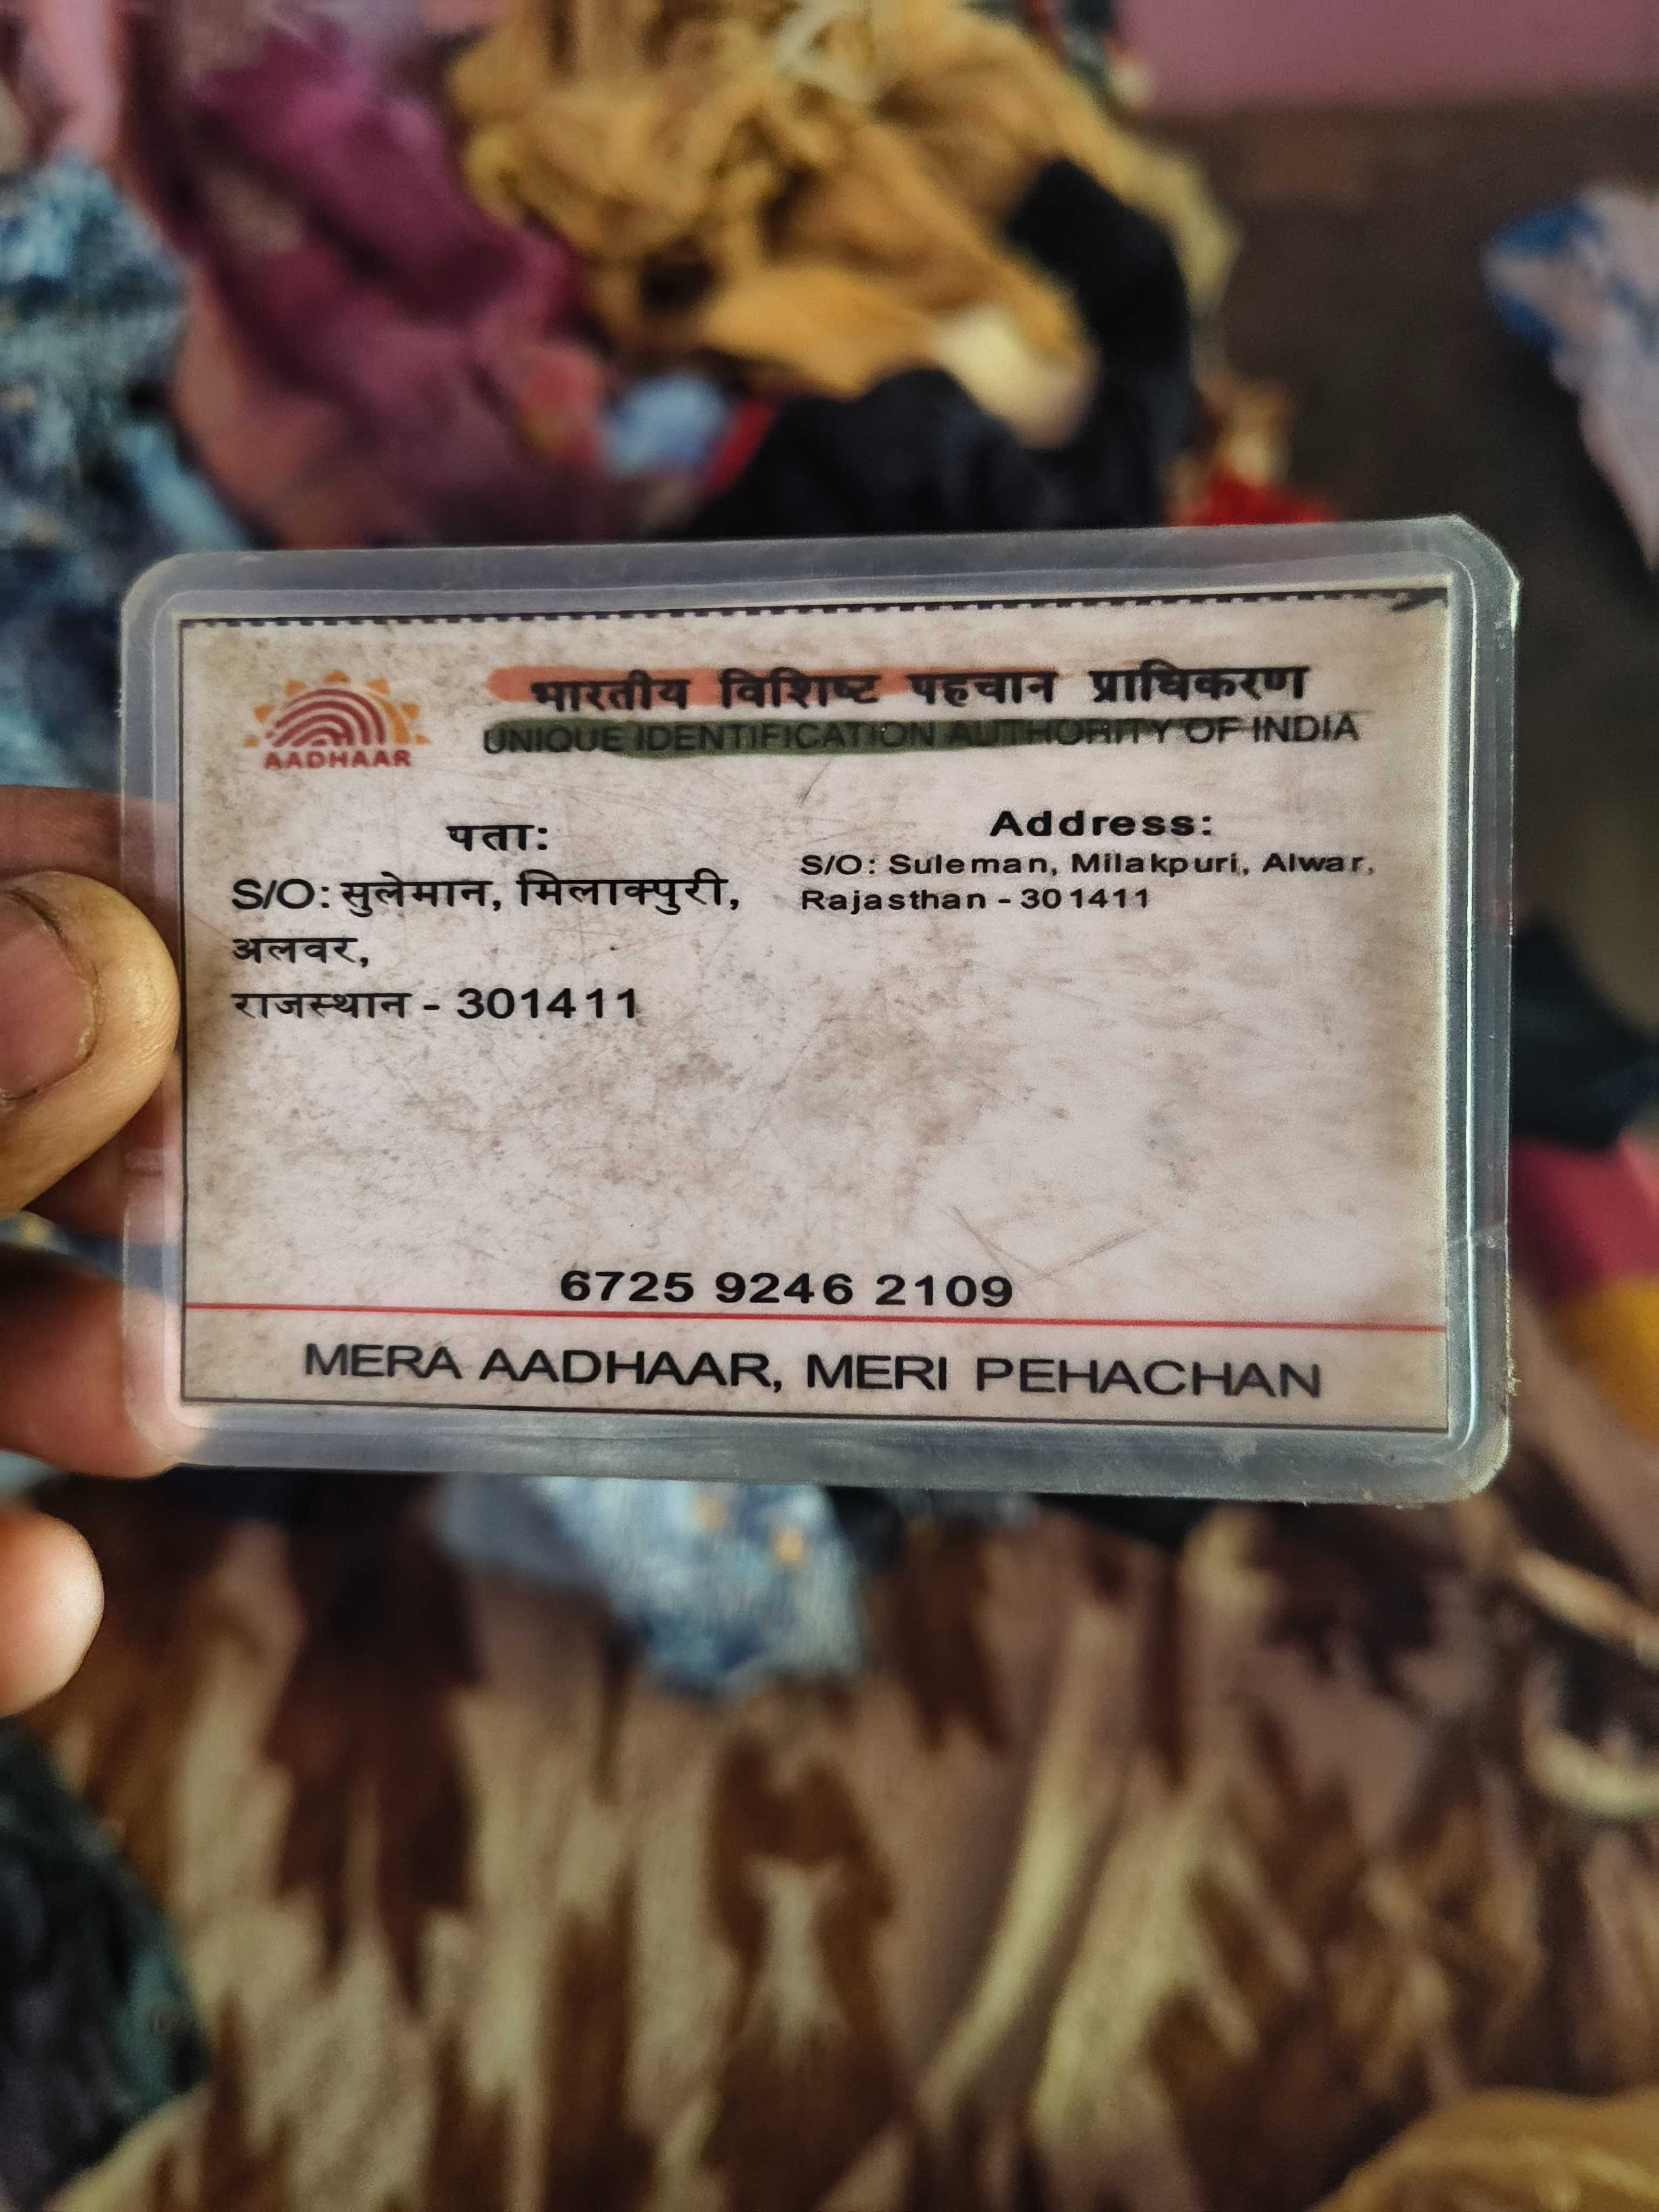 भारतीय विशिष्ट पहचान प्राधिकरण
UNIQUE IDENTIFICATION AUTHORITY OF INDIA
AADHAAR
पता:
S/O: सुलेमान, मिलाक्पुरी,
अलवर,
राजस्थान - 301411
Address:
S/O: Suleman, Milakpuri, Alwar,
Rajasthan - 301411
6725 9246 2109
MERA AADHAAR, MERI PEHACHAN